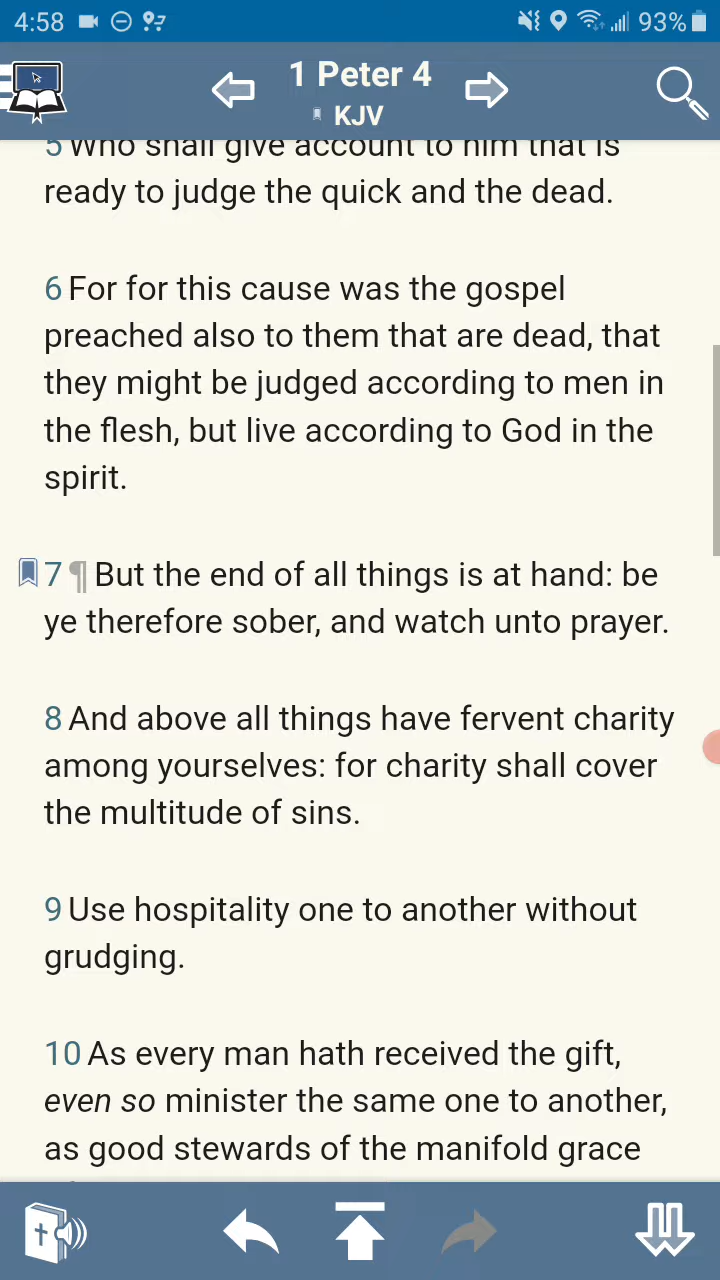 4:58
93%
1 Peter 4
KJV
5 Who shall give account to him that is
ready to judge the quick and the dead.
6 For for this cause was the gospel
preached also to them that are dead, that
they might be judged according to men in
the flesh, but live according to God in the
spirit.
7 ¶ But the end of all things is at hand: be
ye therefore sober, and watch unto prayer.
8 And above all things have fervent charity
among yourselves: for charity shall cover
the multitude of sins.
9 Use hospitality one to another without
grudging.
10 As every man hath received the gift,
even so minister the same one to another,
as good stewards of the manifold grace